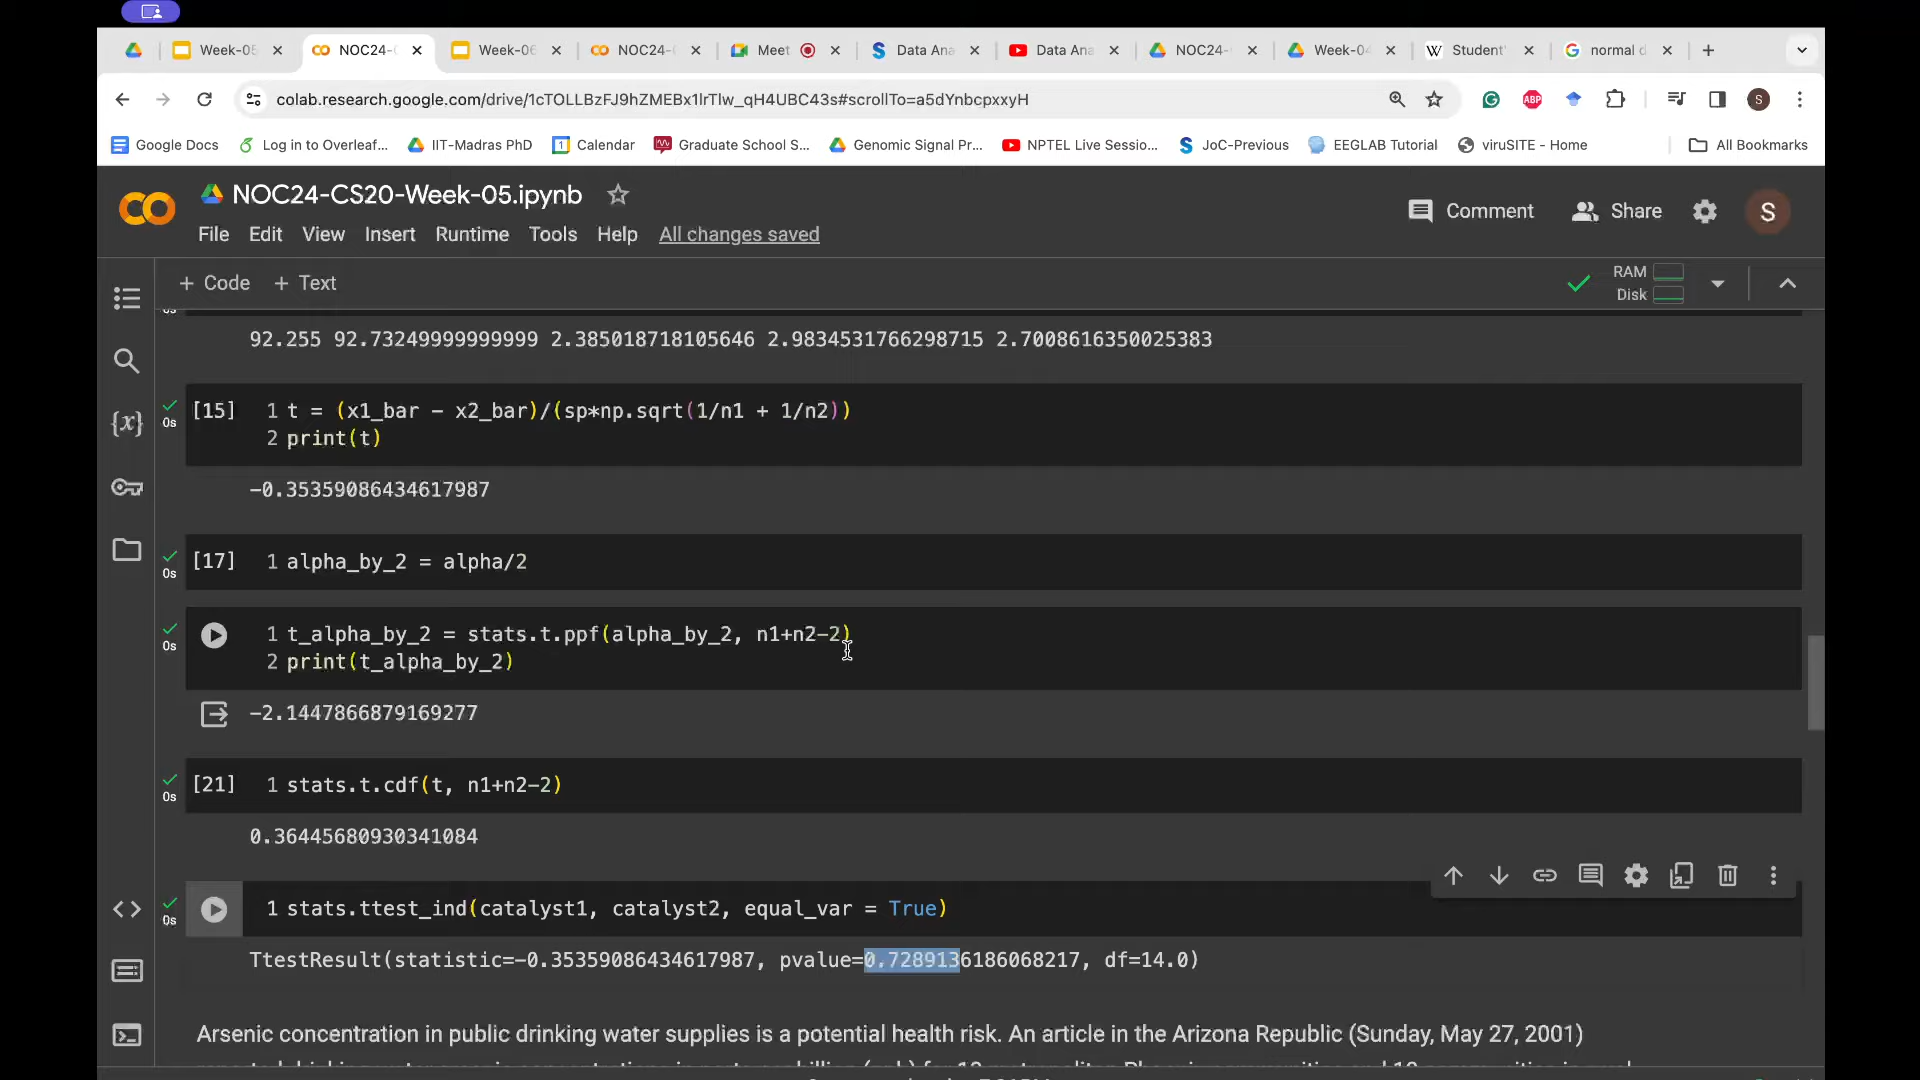 Week-05
NOC24-
Week-06
NOC24-
Meet
Data Ana
Data Ana
NOC24-
Week-04
Student'
normal d
colab.research.google.com/drive/1cTOLLBzFJ9hZMEBx1lrTlw_qH4UBC43s#scrollTo=a5dYnbcpxxyH
ABP
S
Google Docs
Log in to Overleaf...
IIT-Madras PhD
Calendar
Graduate School S...
Genomic Signal Pr...
NPTEL Live Sessio...
JoC-Previous
EEGLAB Tutorial
viruSITE - Home
All Bookmarks
NOC24-CS20-Week-05.ipynb
Comment
Share
S
File Edit View Insert Runtime Tools Help All changes saved
+ Code + Text
RAM
Disk
92.255 92.73249999999999 2.385018718105646 2.9834531766298715 2.7008616350025383
[15] 1 t = (x1_bar - x2_bar)/(sp*np.sqrt(1/n1 + 1/n2))
0s 2 print(t)
-0.35359086434617987
[17] 1 alpha_by_2 = alpha/2
0s
1 t_alpha_by_2 = stats.t.ppf(alpha_by_2, n1+n2-2)
0s 2 print(t_alpha_by_2)
-2.1447866879169277
[21] 1 stats.t.cdf(t, n1+n2-2)
0s
0.36445680930341084
1 stats.ttest_ind(catalyst1, catalyst2, equal_var = True)
0s
TtestResult(statistic=-0.35359086434617987, pvalue=0.7289136186068217, df=14.0)
Arsenic concentration in public drinking water supplies is a potential health risk. An article in the Arizona Republic (Sunday, May 27, 2001)